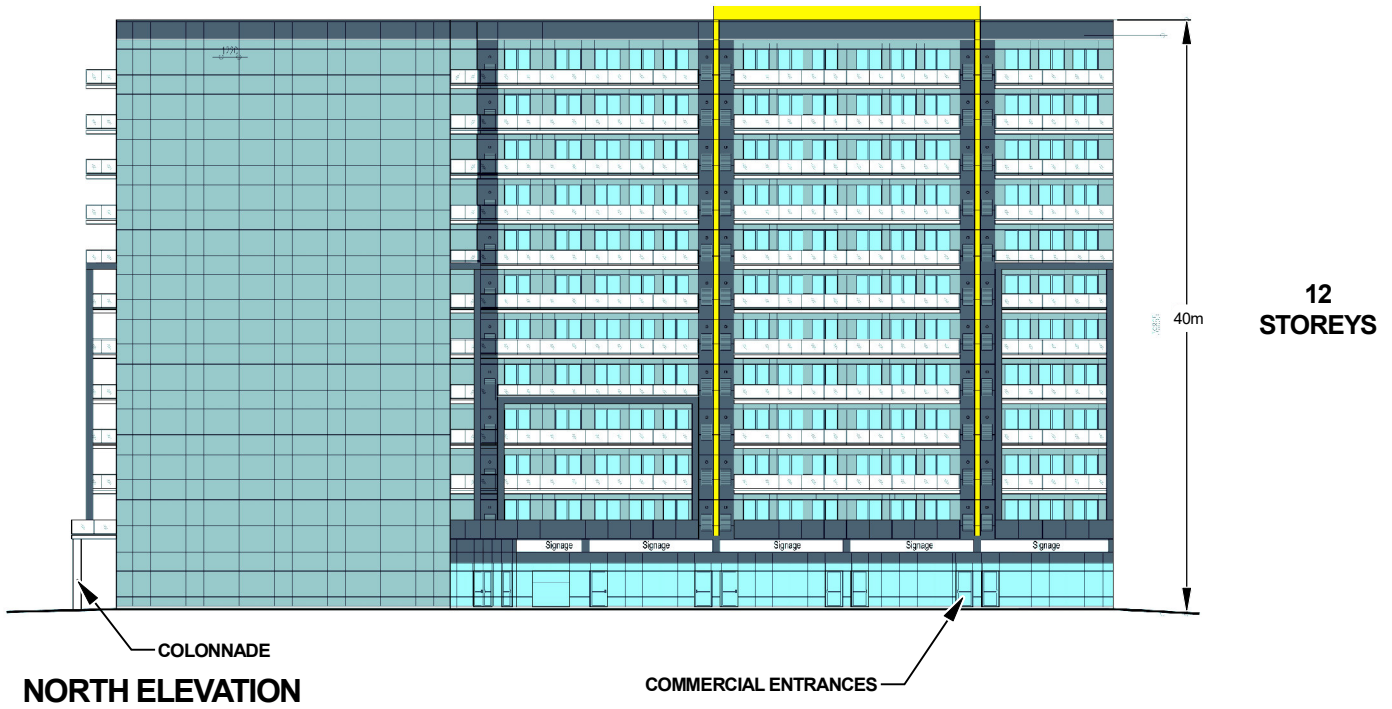 12
STOREYS
40m
Signage
Signage
Signage
Signage
Signage
COLONNADE
COMMERCIAL ENTRANCES
NORTH ELEVATION